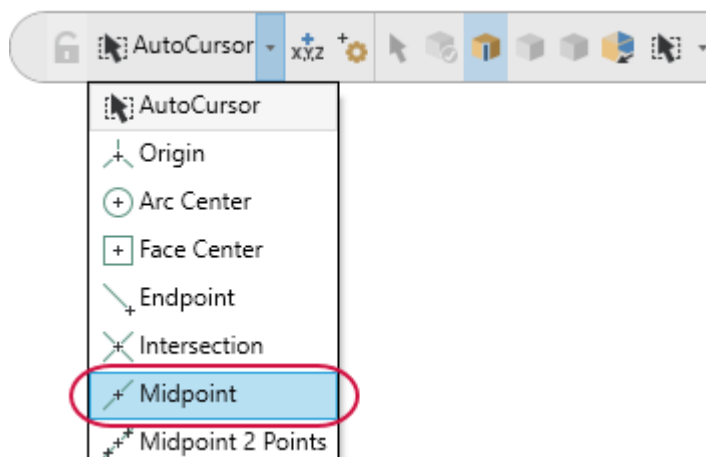 AutoCursor
X,Y,Z
AutoCursor
Origin
Arc Center
Face Center
Endpoint
Intersection
Midpoint
Midpoint 2 Points